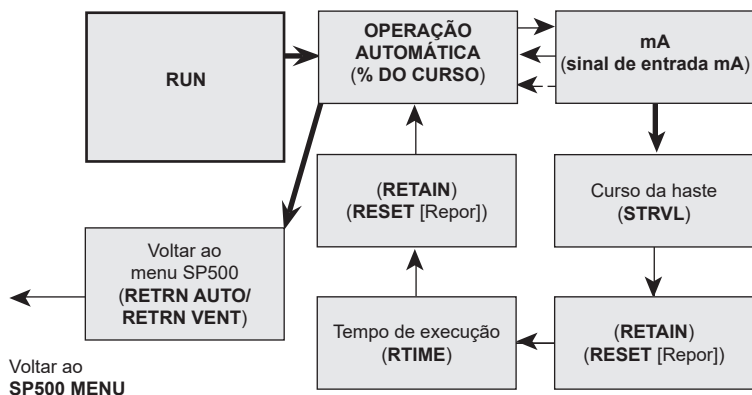 RUN
OPERAÇÃO
AUTOMÁTICA
(% DO CURSO)
mA
(sinal de entrada mA)
(RETAIN)
(RESET [Repor])
Curso da haste
(STRVL)
Voltar ao
menu SP500
(RETRN AUTO/
RETRN VENT)
Tempo de execução
(RTIME)
(RETAIN)
(RESET [Repor])
Voltar ao
SP500 MENU